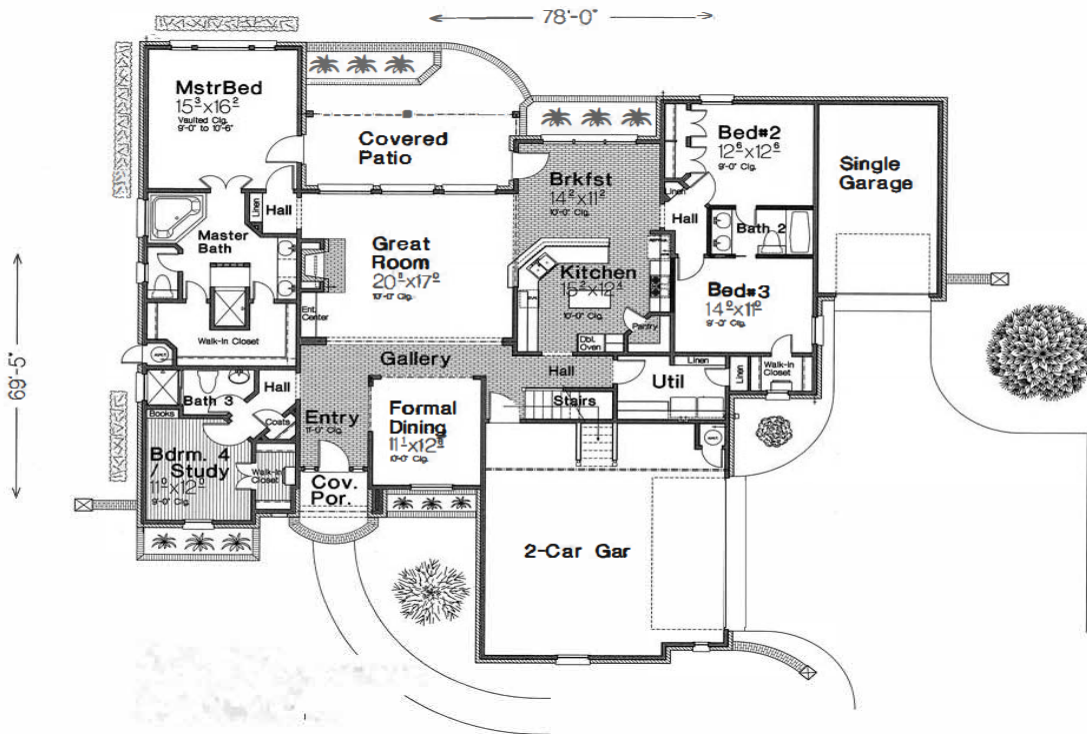 78'-0"
MstrBed
15³x16²
Vaulted Clg.
9'-0" to 10'-6"
Covered
Patio
Brkfst
14²x11²
10'-0" Clg.
Bed#2
12⁶x12⁶
9'-0" Clg.
Single
Garage
Linen
Hall
Linen
Hall
Master
Bath
Great
Room
20⁸x17⁰
10'-0" Clg.
Bath 2
Kitchen
10'-0" Clg.
Bed#3
14⁰x11⁰
9'-0" Clg.
69'-5"
Ent.
Center
Walk-In Closet
Pantry
Dbl.
Oven
Gallery
Hall
Linen
Util
Linen
Walk-In
Closet
Hall
Bath 3
Stairs
Books
Coats
Entry
11'-0" Clg.
Formal
Dining
10'-0" Clg.
Bdrm. 4
/ Study
11⁰x12⁰
9'-0" Clg.
Walk-In
Closet
Cov.
Por.
2-Car Gar